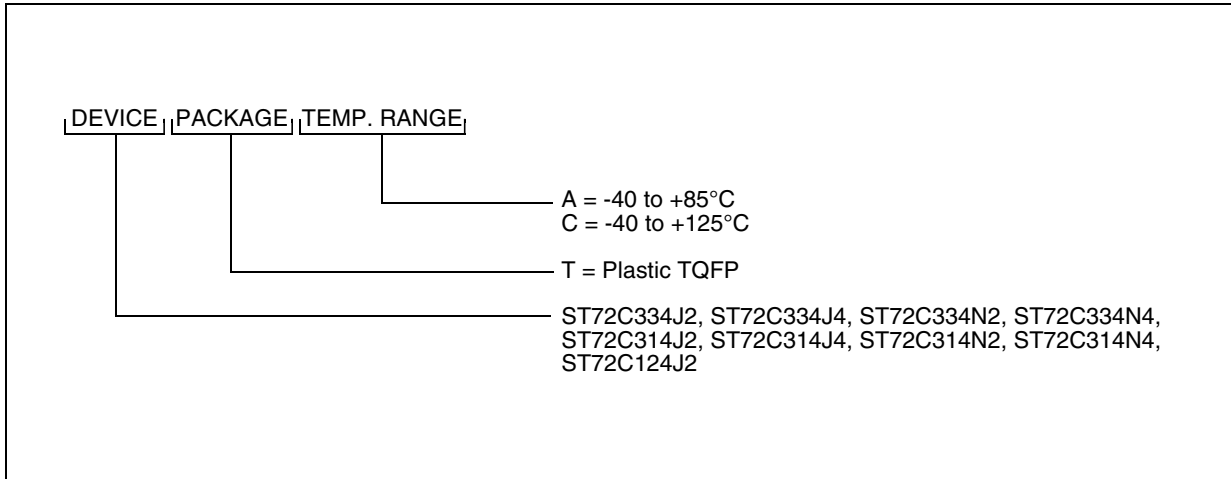 DEVICE PACKAGE TEMP. RANGE
A = -40 to +85°C
C = -40 to +125°C
T = Plastic TQFP
ST72C334J2, ST72C334J4, ST72C334N2, ST72C334N4,
ST72C314J2, ST72C314J4, ST72C314N2, ST72C314N4,
ST72C124J2